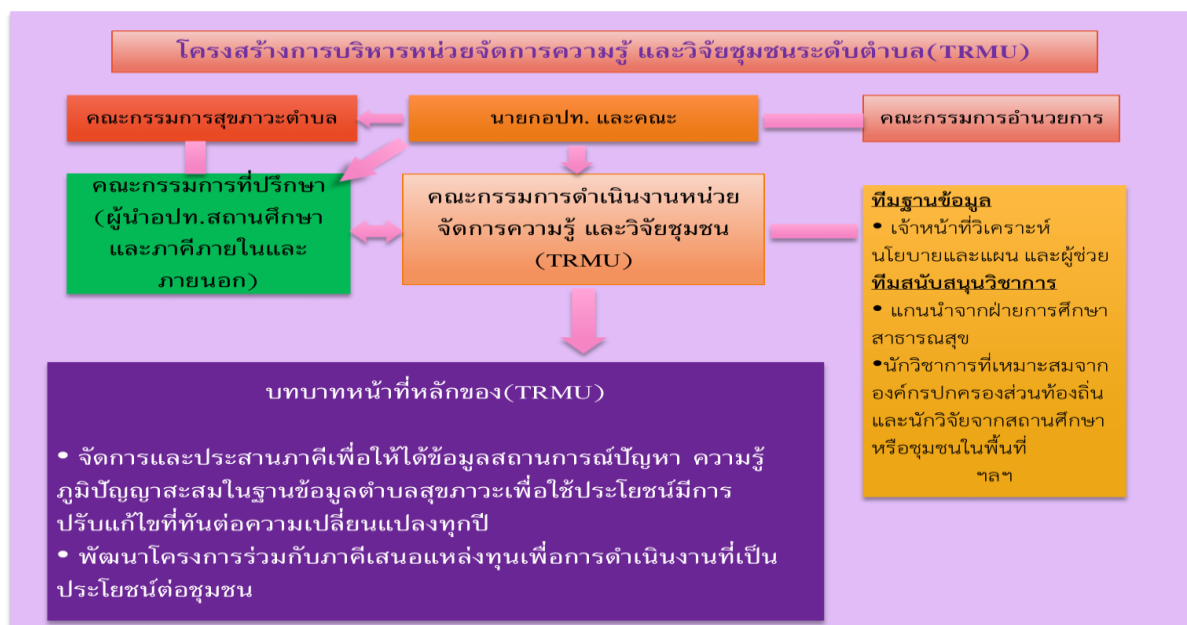 โครงสร้างการบริหารหน่วยจัดการความรู้ และวิจัยชุมชนระดับตำบล(TRMU)
คณะกรรมการสุขภาวะตำบล
นายกอปท. และคณะ
คณะกรรมการอำนวยการ
คณะกรรมการที่ปรึกษา
(ผู้นำอปท.สถานศึกษา
และภาคีภายในและ
ภายนอก)
คณะกรรมการดำเนินงานหน่วย
จัดการความรู้ และวิจัยชุมชน
(TRMU)
ทีมฐานข้อมูล
• เจ้าหน้าที่วิเคราะห์
นโยบายและแผน และผู้ช่วย
ทีมสนับสนุนวิชาการ
• แกนนำจากฝ่ายการศึกษา
สาธารณสุข
•นักวิชาการที่เหมาะสมจาก
องค์กรปกครองส่วนท้องถิ่น
และนักวิจัยจากสถานศึกษา
หรือชุมชนในพื้นที่
ฯลฯ
บทบาทหน้าที่หลักของ(TRMU)
• จัดการและประสานภาคีเพื่อให้ได้ข้อมูลสถานการณ์ปัญหา ความรู้
ภูมิปัญญาสะสมในฐานข้อมูลตำบลสุขภาวะเพื่อใช้ประโยชน์มีการ
ปรับแก้ไขที่ทันต่อความเปลี่ยนแปลงทุกปี
• พัฒนาโครงการร่วมกับภาคีเสนอแหล่งทุนเพื่อการดำเนินงานที่เป็น
ประโยชน์ต่อชุมชน